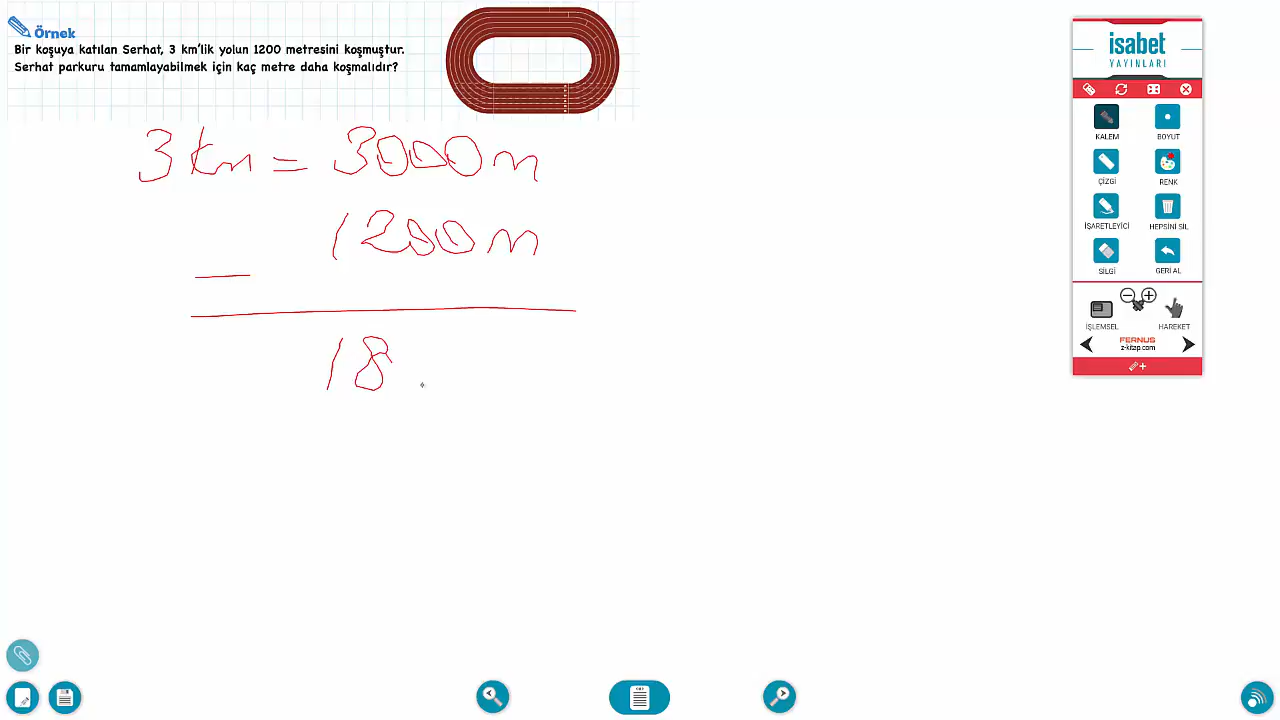 Örnek
Bir koşuya katılan Serhat, 3 km'lik yolun 1200 metresini koşmuştur.
Serhat parkuru tamamlayabilmek için kaç metre daha koşmalıdır?
3 km = 3000 m
1200 m
—
18
isabet
YAYINLARI
KALEM
BOYUT
ÇİZGİ
RENK
İŞARETLEYİCİ
HEPSİNİ SİL
SİLGİ
GERİ AL
İŞLEMSEL
HAREKET
FERNUS
z-kitap.com